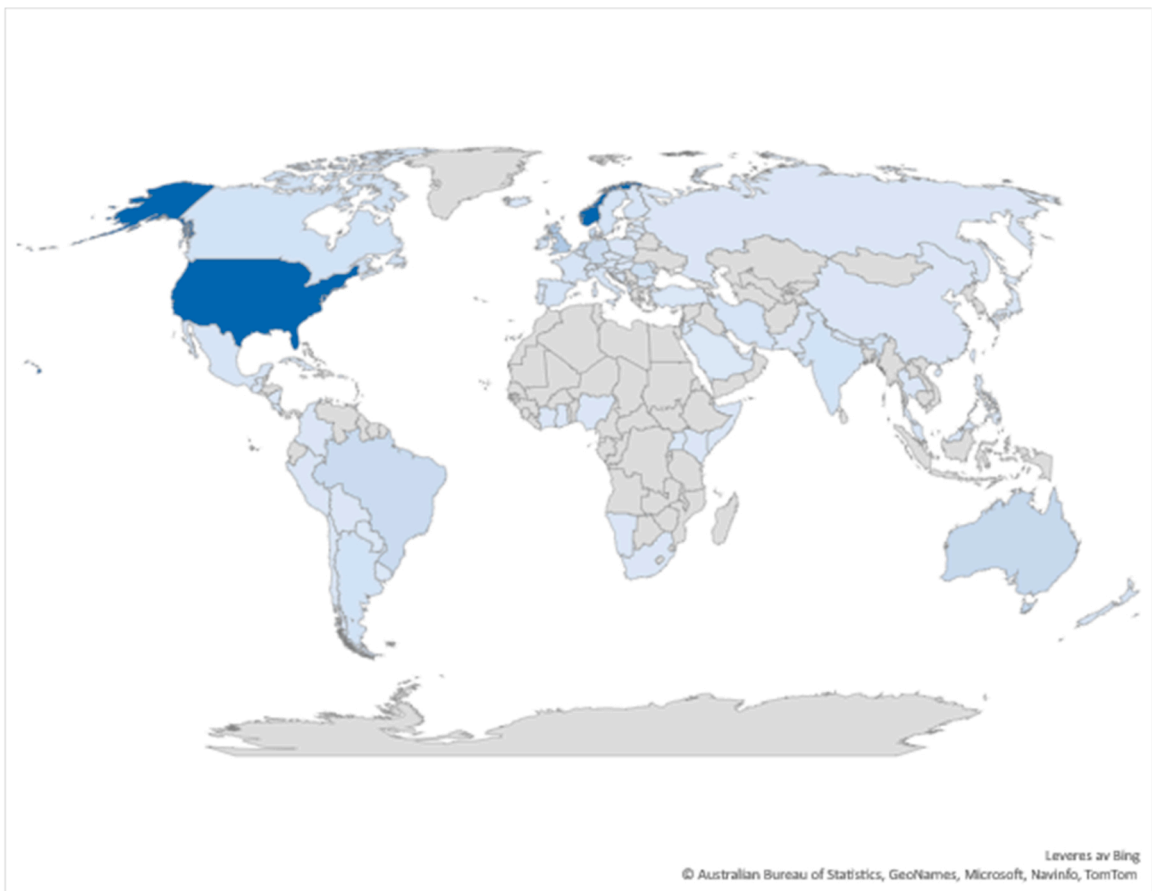 Leveres av Bing
© Australian Bureau of Statistics, GeoNames, Microsoft, Navinfo, TomTom